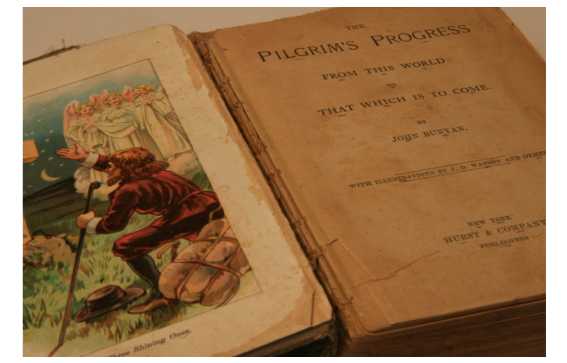 Three Shining Ones.
THE
PILGRIM'S PROGRESS
FROM THIS WORLD
TO
THAT WHICH IS TO COME.
BY
JOHN BUNYAN.
WITH ILLUSTRATIONS BY J. D. WATSON AND OTHERS
NEW YORK
HURST & COMPANY
PUBLISHERS